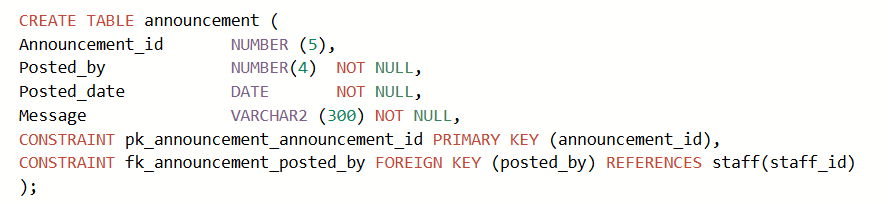 CREATE TABLE announcement (
Announcement_id NUMBER (5),
Posted_by NUMBER(4) NOT NULL,
Posted_date DATE NOT NULL,
Message VARCHAR2 (300) NOT NULL,
CONSTRAINT pk_announcement_announcement_id PRIMARY KEY (announcement_id),
CONSTRAINT fk_announcement_posted_by FOREIGN KEY (posted_by) REFERENCES staff(staff_id)
);